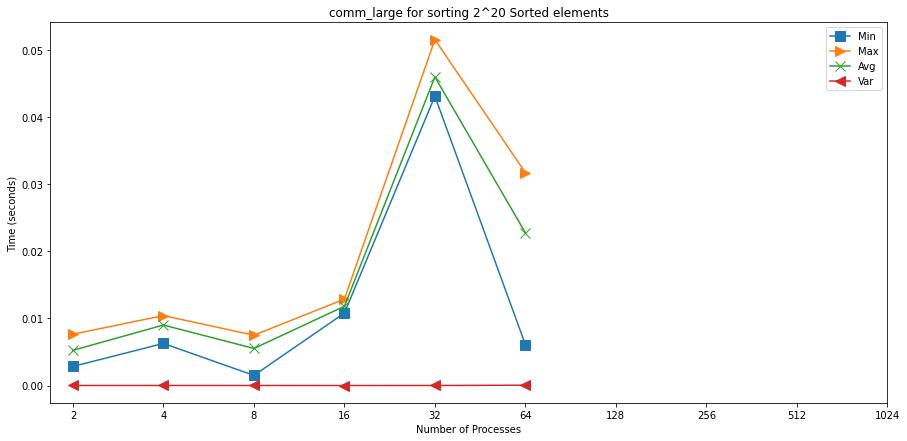 comm_large for sorting 2^20 Sorted elements
Min
Max
Avg
Var
Time (seconds)
0.05
0.04
0.03
0.02
0.01
0.00
2 4 8 16 32 64 128 256 512 1024
Number of Processes